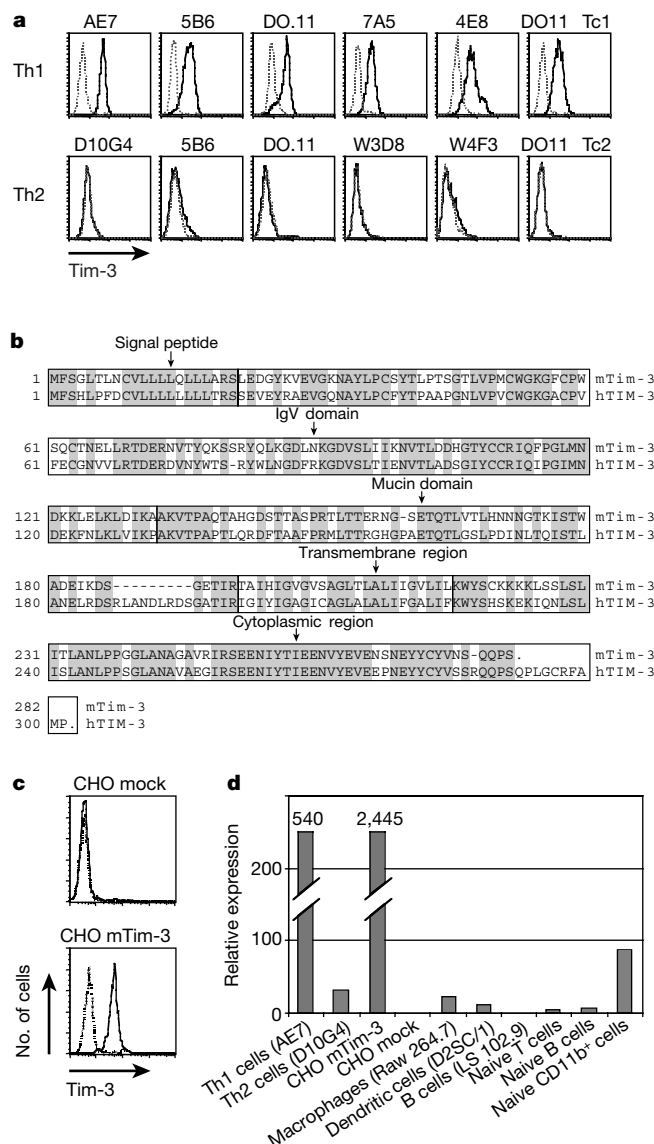 a
AE7 5B6 DO.11 7A5 4E8 DO11 Tc1
Th1
D10G4 5B6 DO.11 W3D8 W4F3 DO11 Tc2
Th2
Tim-3
b
Signal peptide
1 MFSGLTLNCVLLLLQLLLARSLEDGYKVEVGKNAYLPCSYTLPTSGTLVPMCWGKGFCPW mTim-3
1 MFSHLPFDCVLLLLLLLLTRSSEVEYRAEVGQNAYLPCFYTPAAPGNLVPVCWGKGACPV hTIM-3
IgV domain
61 SQCTNELLRTDERNVTYQKSSRYQLKGDLNKGDVSLIIKNVTLDDHGTYCCRIQFPGLMN mTim-3
61 FECGNVVLRTDERDVNYWTS-RYWLNGDFRKGDVSLTIENVTLADSGIYCCRIQIPGIMN hTIM-3
Mucin domain
121 DKKLELKLDIKAAKVTPAQTAHGDSTTASPRTLTTERNG-SETQTLVTLHNNNGTKISTW mTim-3
120 DEKFNLKLVIKPAKVTPAPTLQRDFTAAFPRMLTTRGHGPAETQTLGSLPDINLTQISTL hTIM-3
Transmembrane region
180 ADEIKDS---------GETIRTAIHIGVGVSAGLTLALIIGVLILKWYSCKKKKLSSLSL mTim-3
180 ANELRDSRLANDLRDSGATIRIGIYIGAGICAGLALALIFGALIFKWYSHSKEKIQNLSL hTIM-3
Cytoplasmic region
231 ITLANLPPGGLANAGAVRIRSEENIYTIEENVYEVENSNEYYCYVNS-QQPS. mTim-3
240 ISLANLPPSGLANAVAEGIRSEENIYTIEENVYEVEEPNEYYCYVSSRQQPSQPLGCRFA hTIM-3
282 mTim-3
300 MP. hTIM-3
c
CHO mock
CHO mTim-3
No. of cells
Tim-3
d
540 2,445
200
100
0
Relative expression
Th1 cells (AE7)
Th2 cells (D10G4)
CHO mTim-3
CHO mock
Macrophages (Raw 264.7)
Dendritic cells (D2SC/1)
B cells (LS 102.9)
Naive T cells
Naive B cells
Naive CD11b⁺ cells